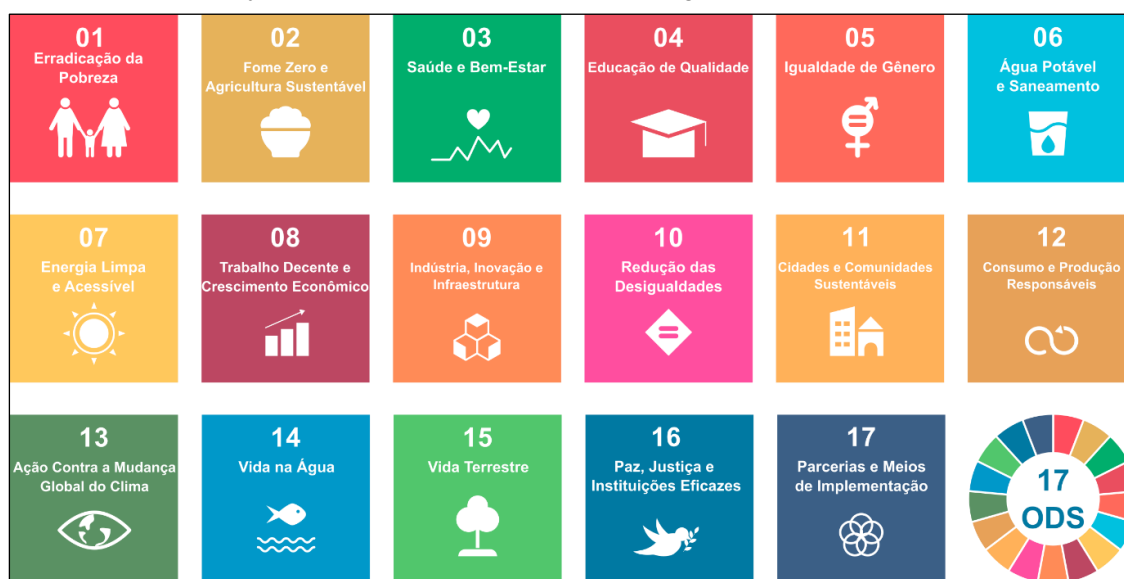 01
Erradicação da
Pobreza
02
Fome Zero e
Agricultura Sustentável
03
Saúde e Bem-Estar
04
Educação de Qualidade
05
Igualdade de Gênero
06
Água Potável
e Saneamento
07
Energia Limpa
e Acessível
08
Trabalho Decente e
Crescimento Econômico
09
Indústria, Inovação e
Infraestrutura
10
Redução das
Desigualdades
11
Cidades e Comunidades
Sustentáveis
12
Consumo e Produção
Responsáveis
13
Ação Contra a Mudança
Global do Clima
14
Vida na Água
15
Vida Terrestre
16
Paz, Justiça e
Instituições Eficazes
17
Parcerias e Meios
de Implementação
17
ODS